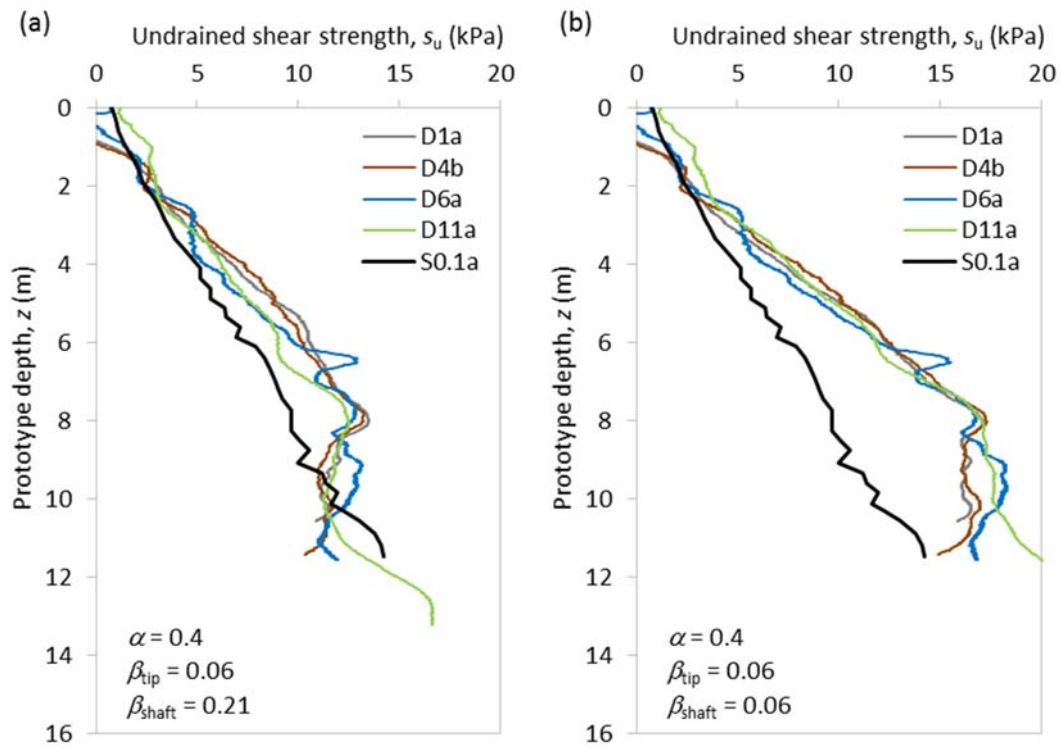 (a)
Undrained shear strength, su (kPa)
0 5 10 15 20
Prototype depth, z (m)
0
2
4
6
8
10
12
14
16
D1a
D4b
D6a
D11a
S0.1a
α = 0.4
βtip = 0.06
βshaft = 0.21
(b)
Undrained shear strength, su (kPa)
0 5 10 15 20
Prototype depth, z (m)
0
2
4
6
8
10
12
14
16
D1a
D4b
D6a
D11a
S0.1a
α = 0.4
βtip = 0.06
βshaft = 0.06